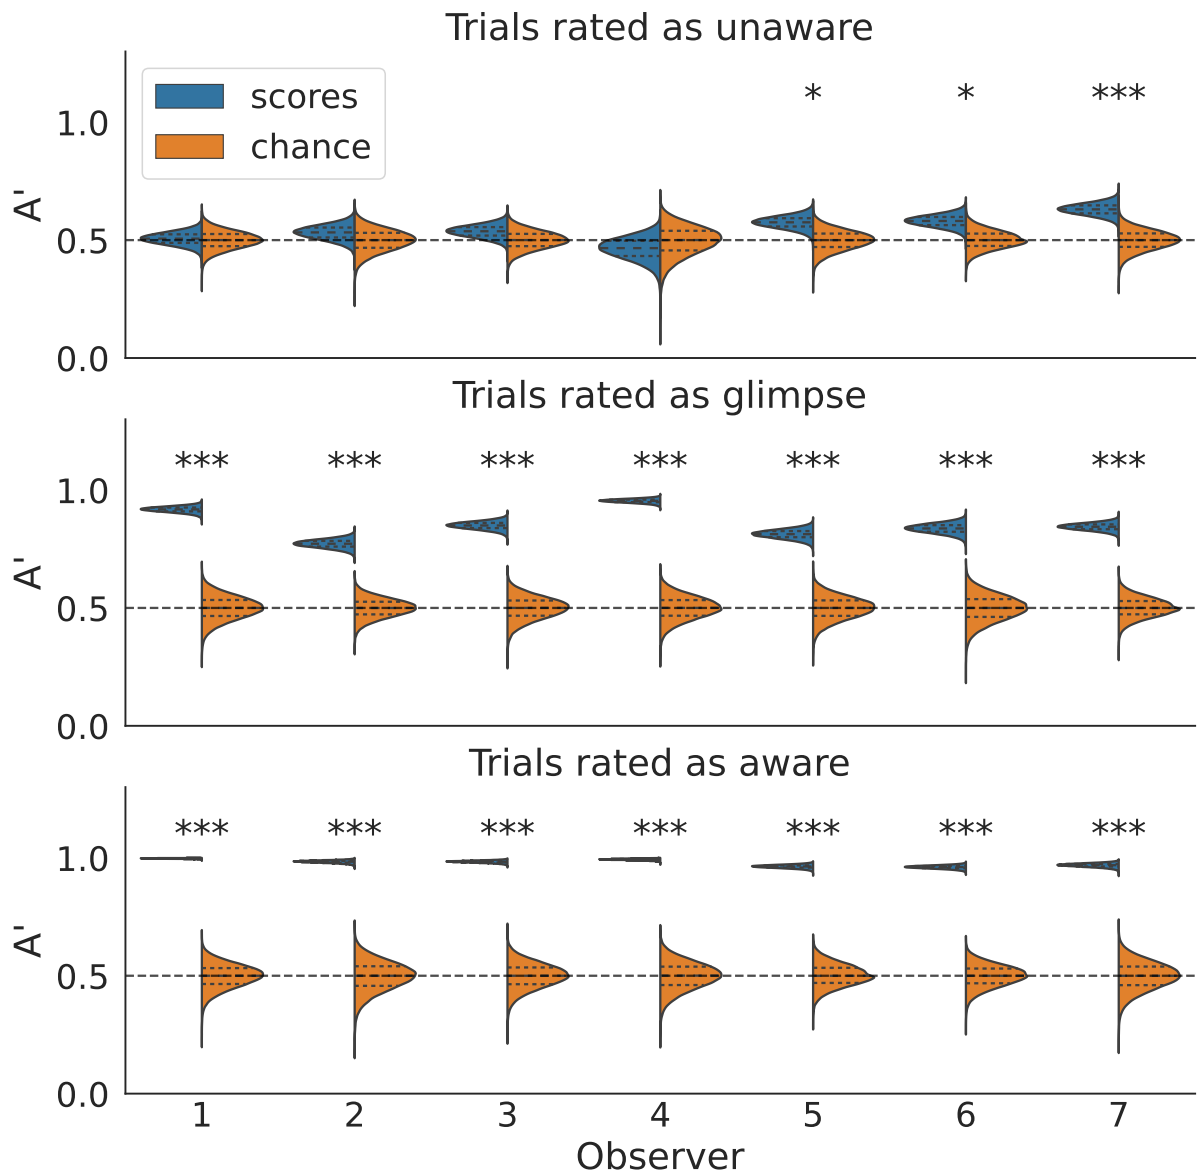 Trials rated as unaware
scores
chance
* * ***
1.0
A'
0.5
0.0
Trials rated as glimpse
*** *** *** *** *** *** ***
1.0
A'
0.5
0.0
Trials rated as aware
*** *** *** *** *** *** ***
1.0
A'
0.5
0.0
1 2 3 4 5 6 7
Observer